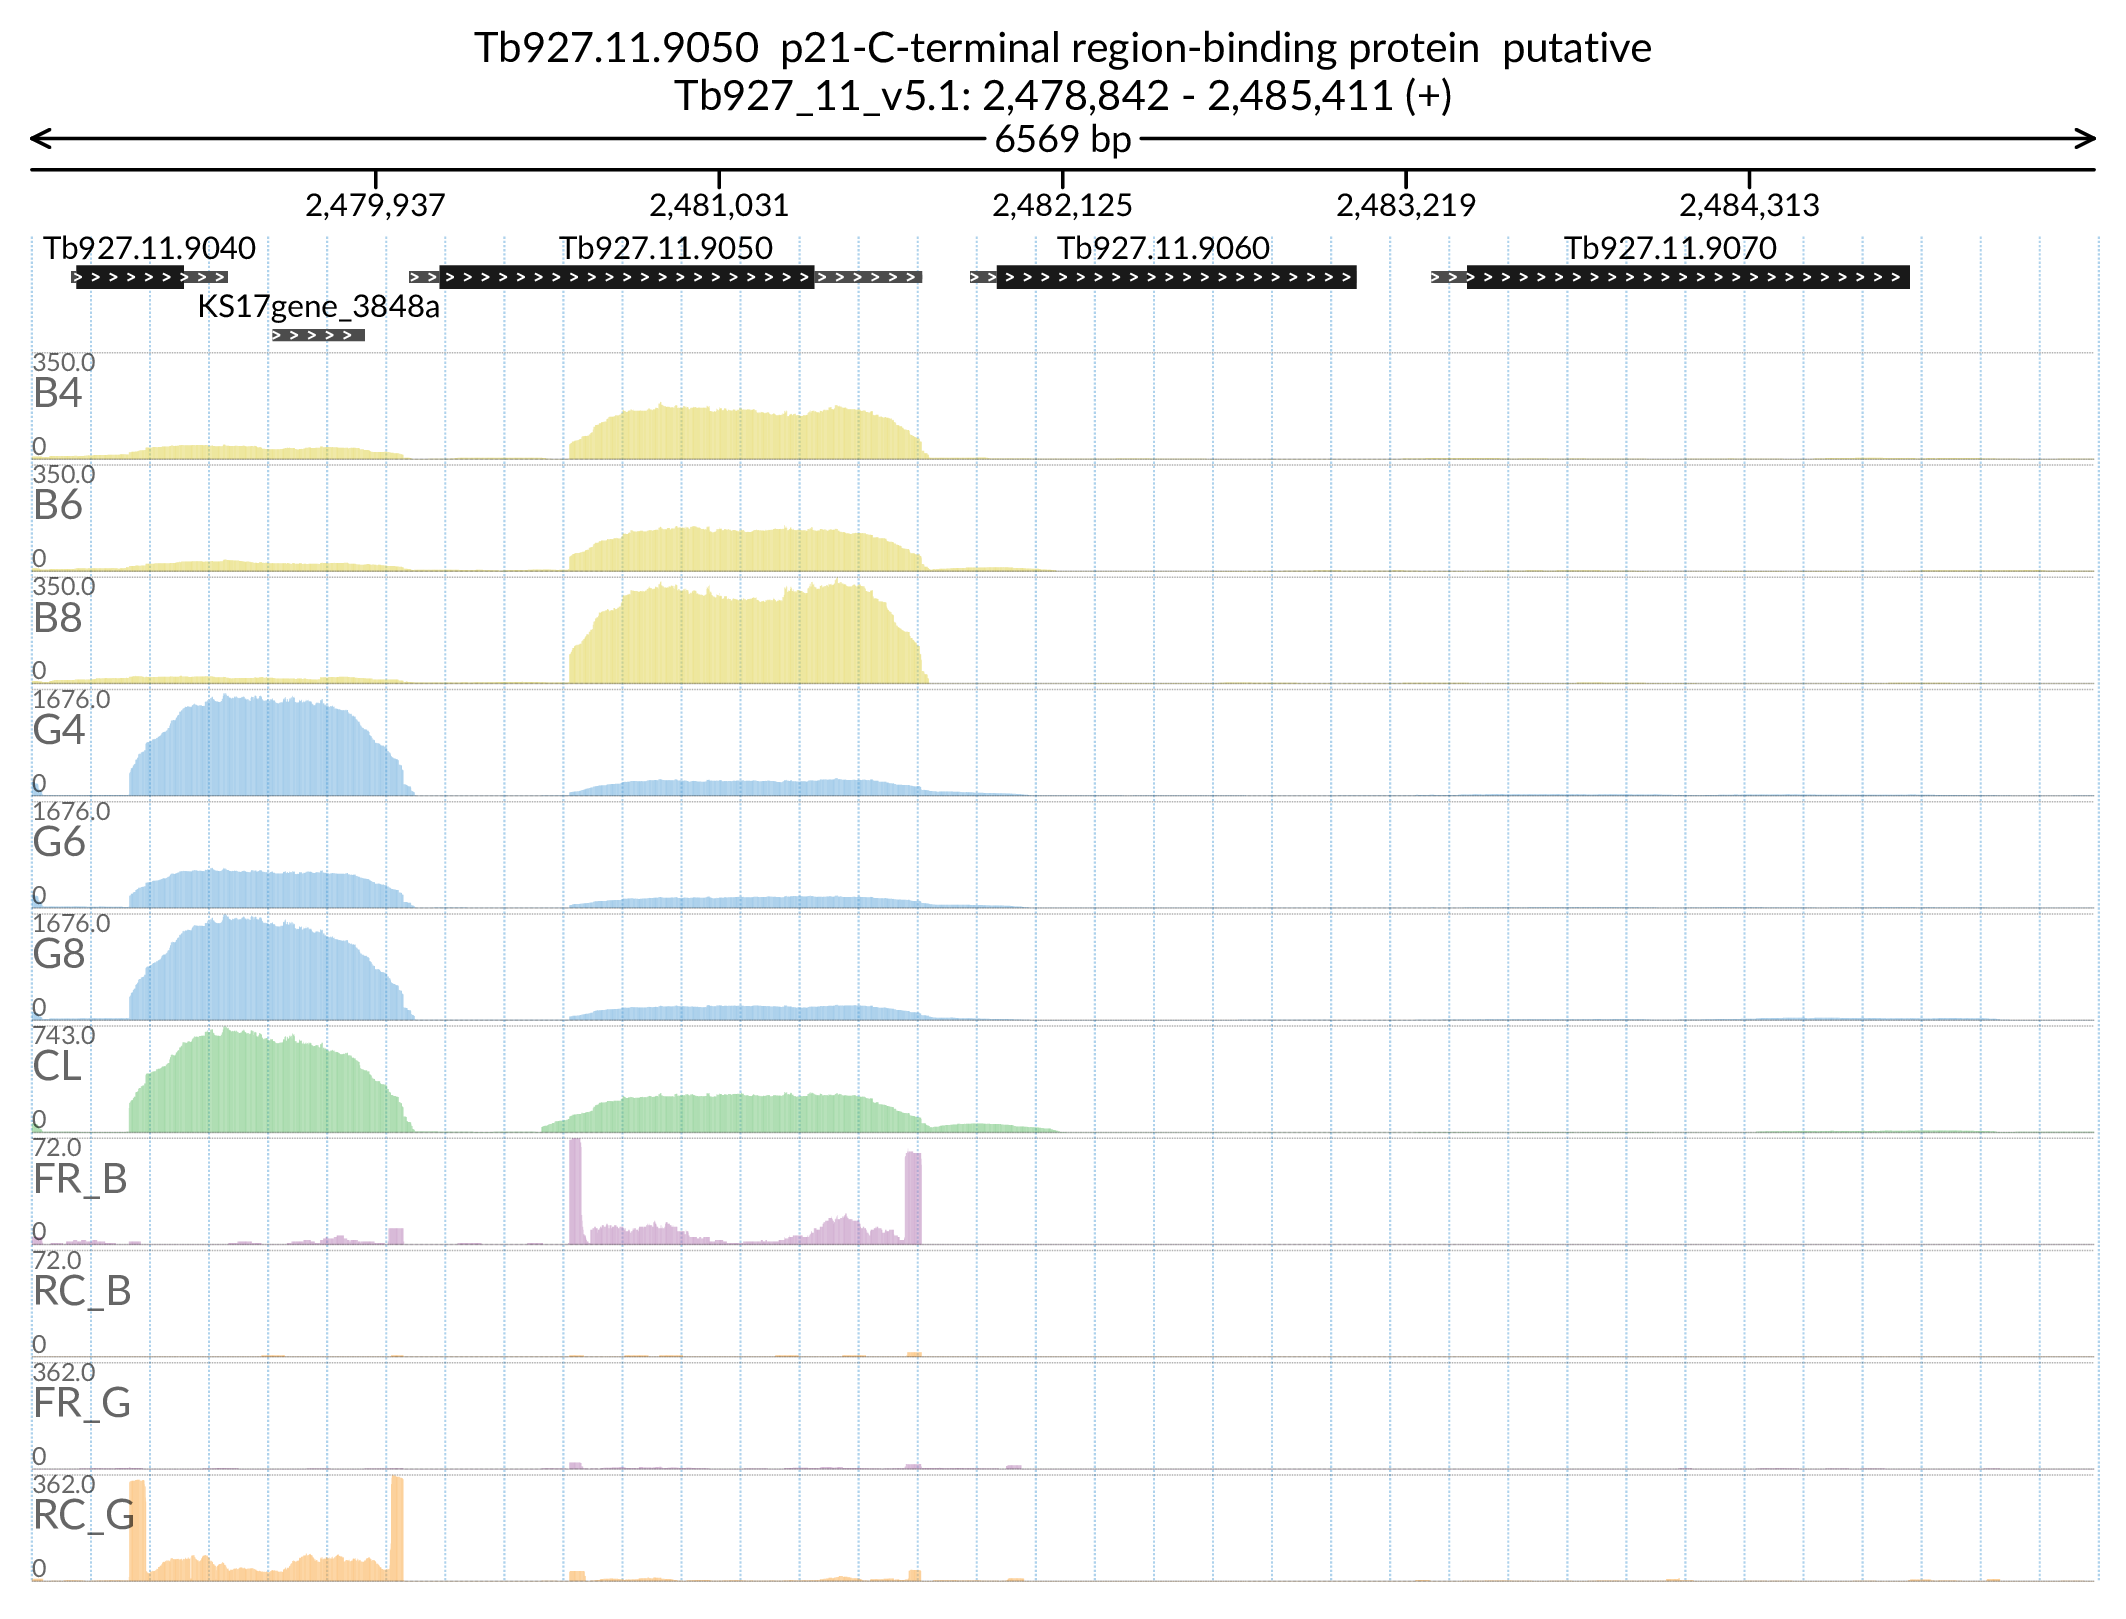 Tb927.11.9050  p21-C-terminal region-binding protein  putative
Tb927_11_v5.1: 2,478,842 - 2,485,411 (+)
6569 bp
2,479,937 2,481,031 2,482,125 2,483,219 2,484,313
Tb927.11.9040 Tb927.11.9050 Tb927.11.9060 Tb927.11.9070
KS17gene_3848a
350.0
B4
0
350.0
B6
0
350.0
B8
0
1676.0
G4
0
1676.0
G6
0
1676.0
G8
0
743.0
CL
0
72.0
FR_B
0
72.0
RC_B
0
362.0
FR_G
0
362.0
RC_G
0